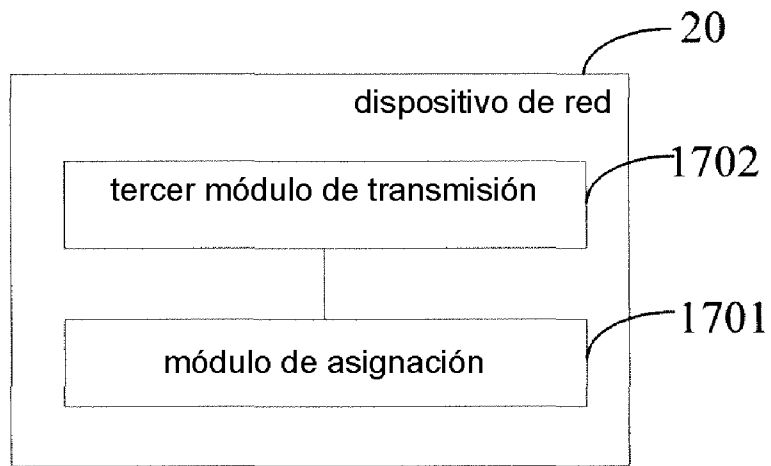 20
dispositivo de red
1702
tercer módulo de transmisión
1701
módulo de asignación